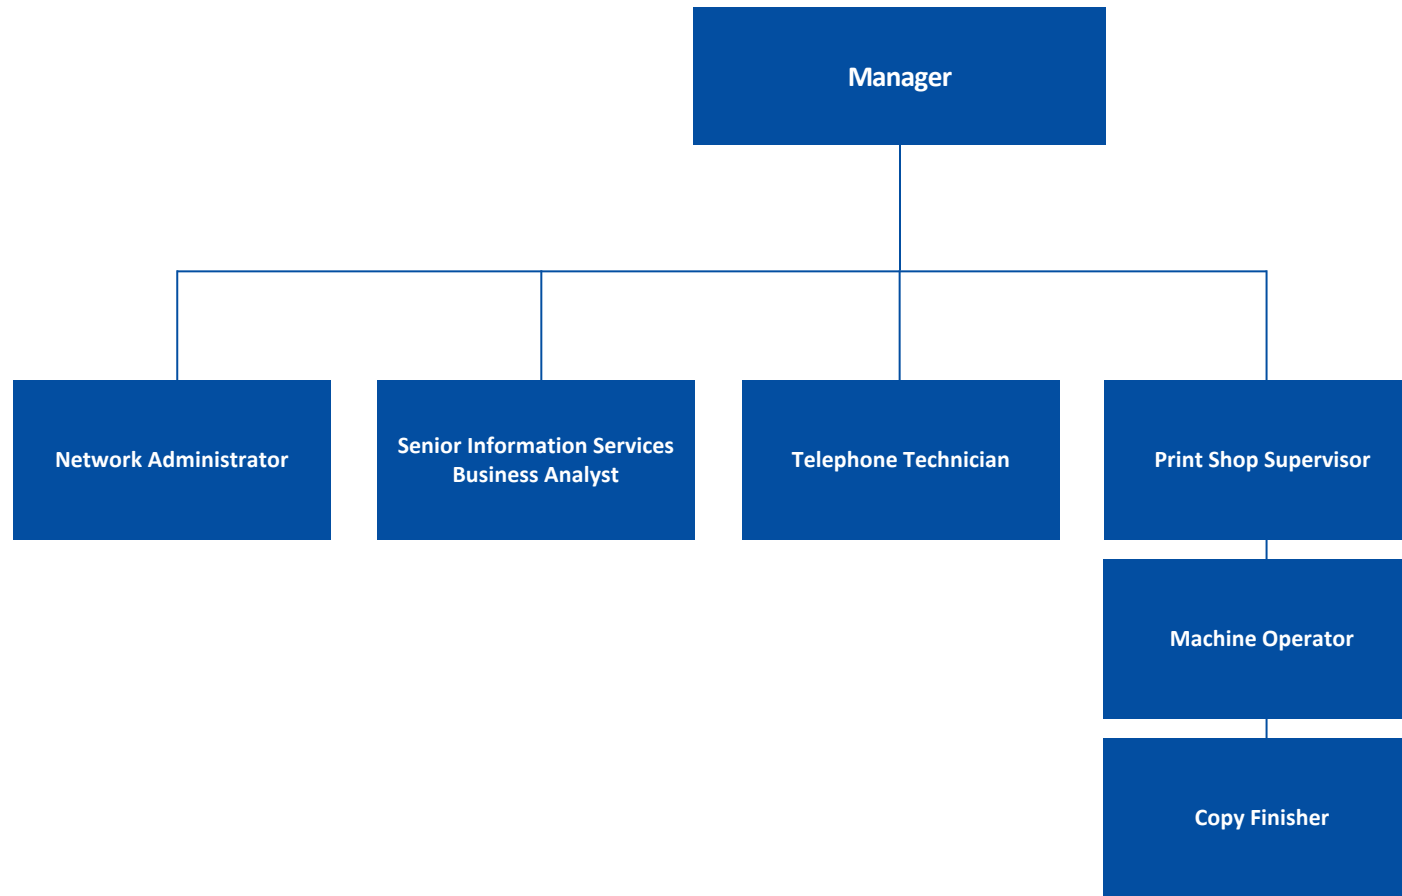 Manager
Network Administrator
Senior Information Services
Business Analyst
Telephone Technician
Print Shop Supervisor
Machine Operator
Copy Finisher